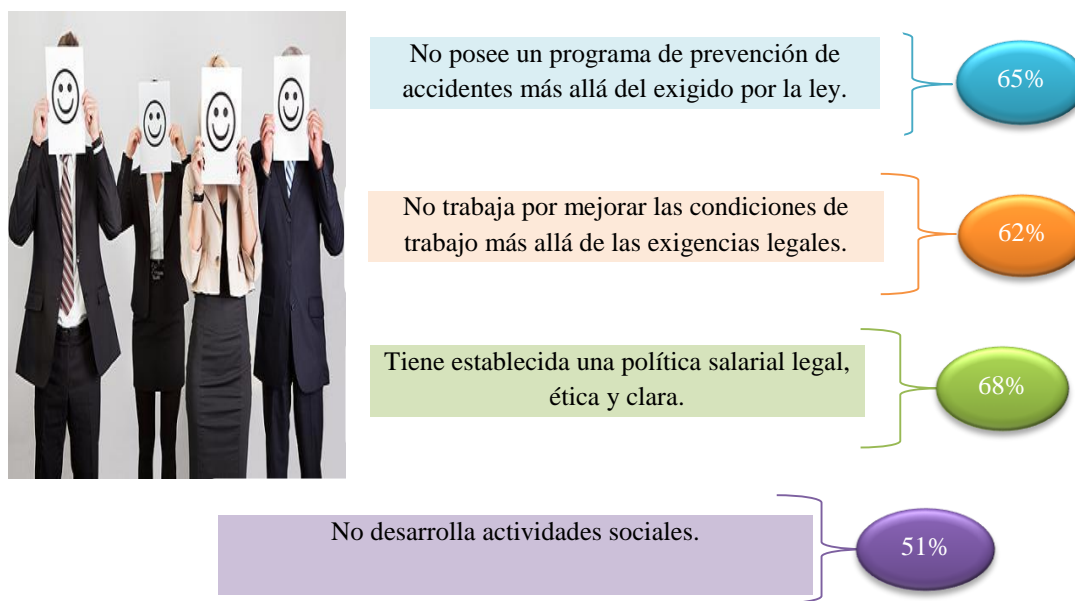 No posee un programa de prevención de
accidentes más allá del exigido por la ley.
65%
No trabaja por mejorar las condiciones de
trabajo más allá de las exigencias legales.
62%
Tiene establecida una política salarial legal,
ética y clara.
68%
No desarrolla actividades sociales.
51%